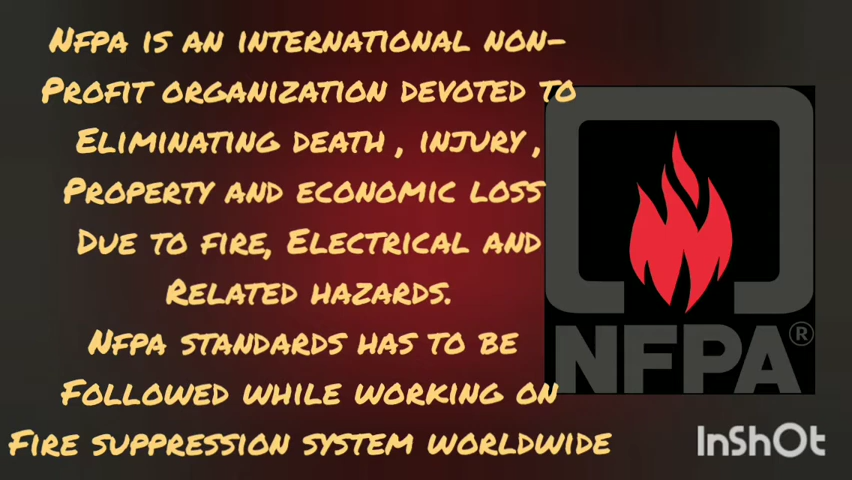 Nfpa is an international non-
Profit organization devoted to
Eliminating death , injury ,
Property and economic loss
Due to fire, Electrical and
Related hazards.
Nfpa standards has to be
Followed while working on
Fire suppression system worldwide
NFPA®
InShOt